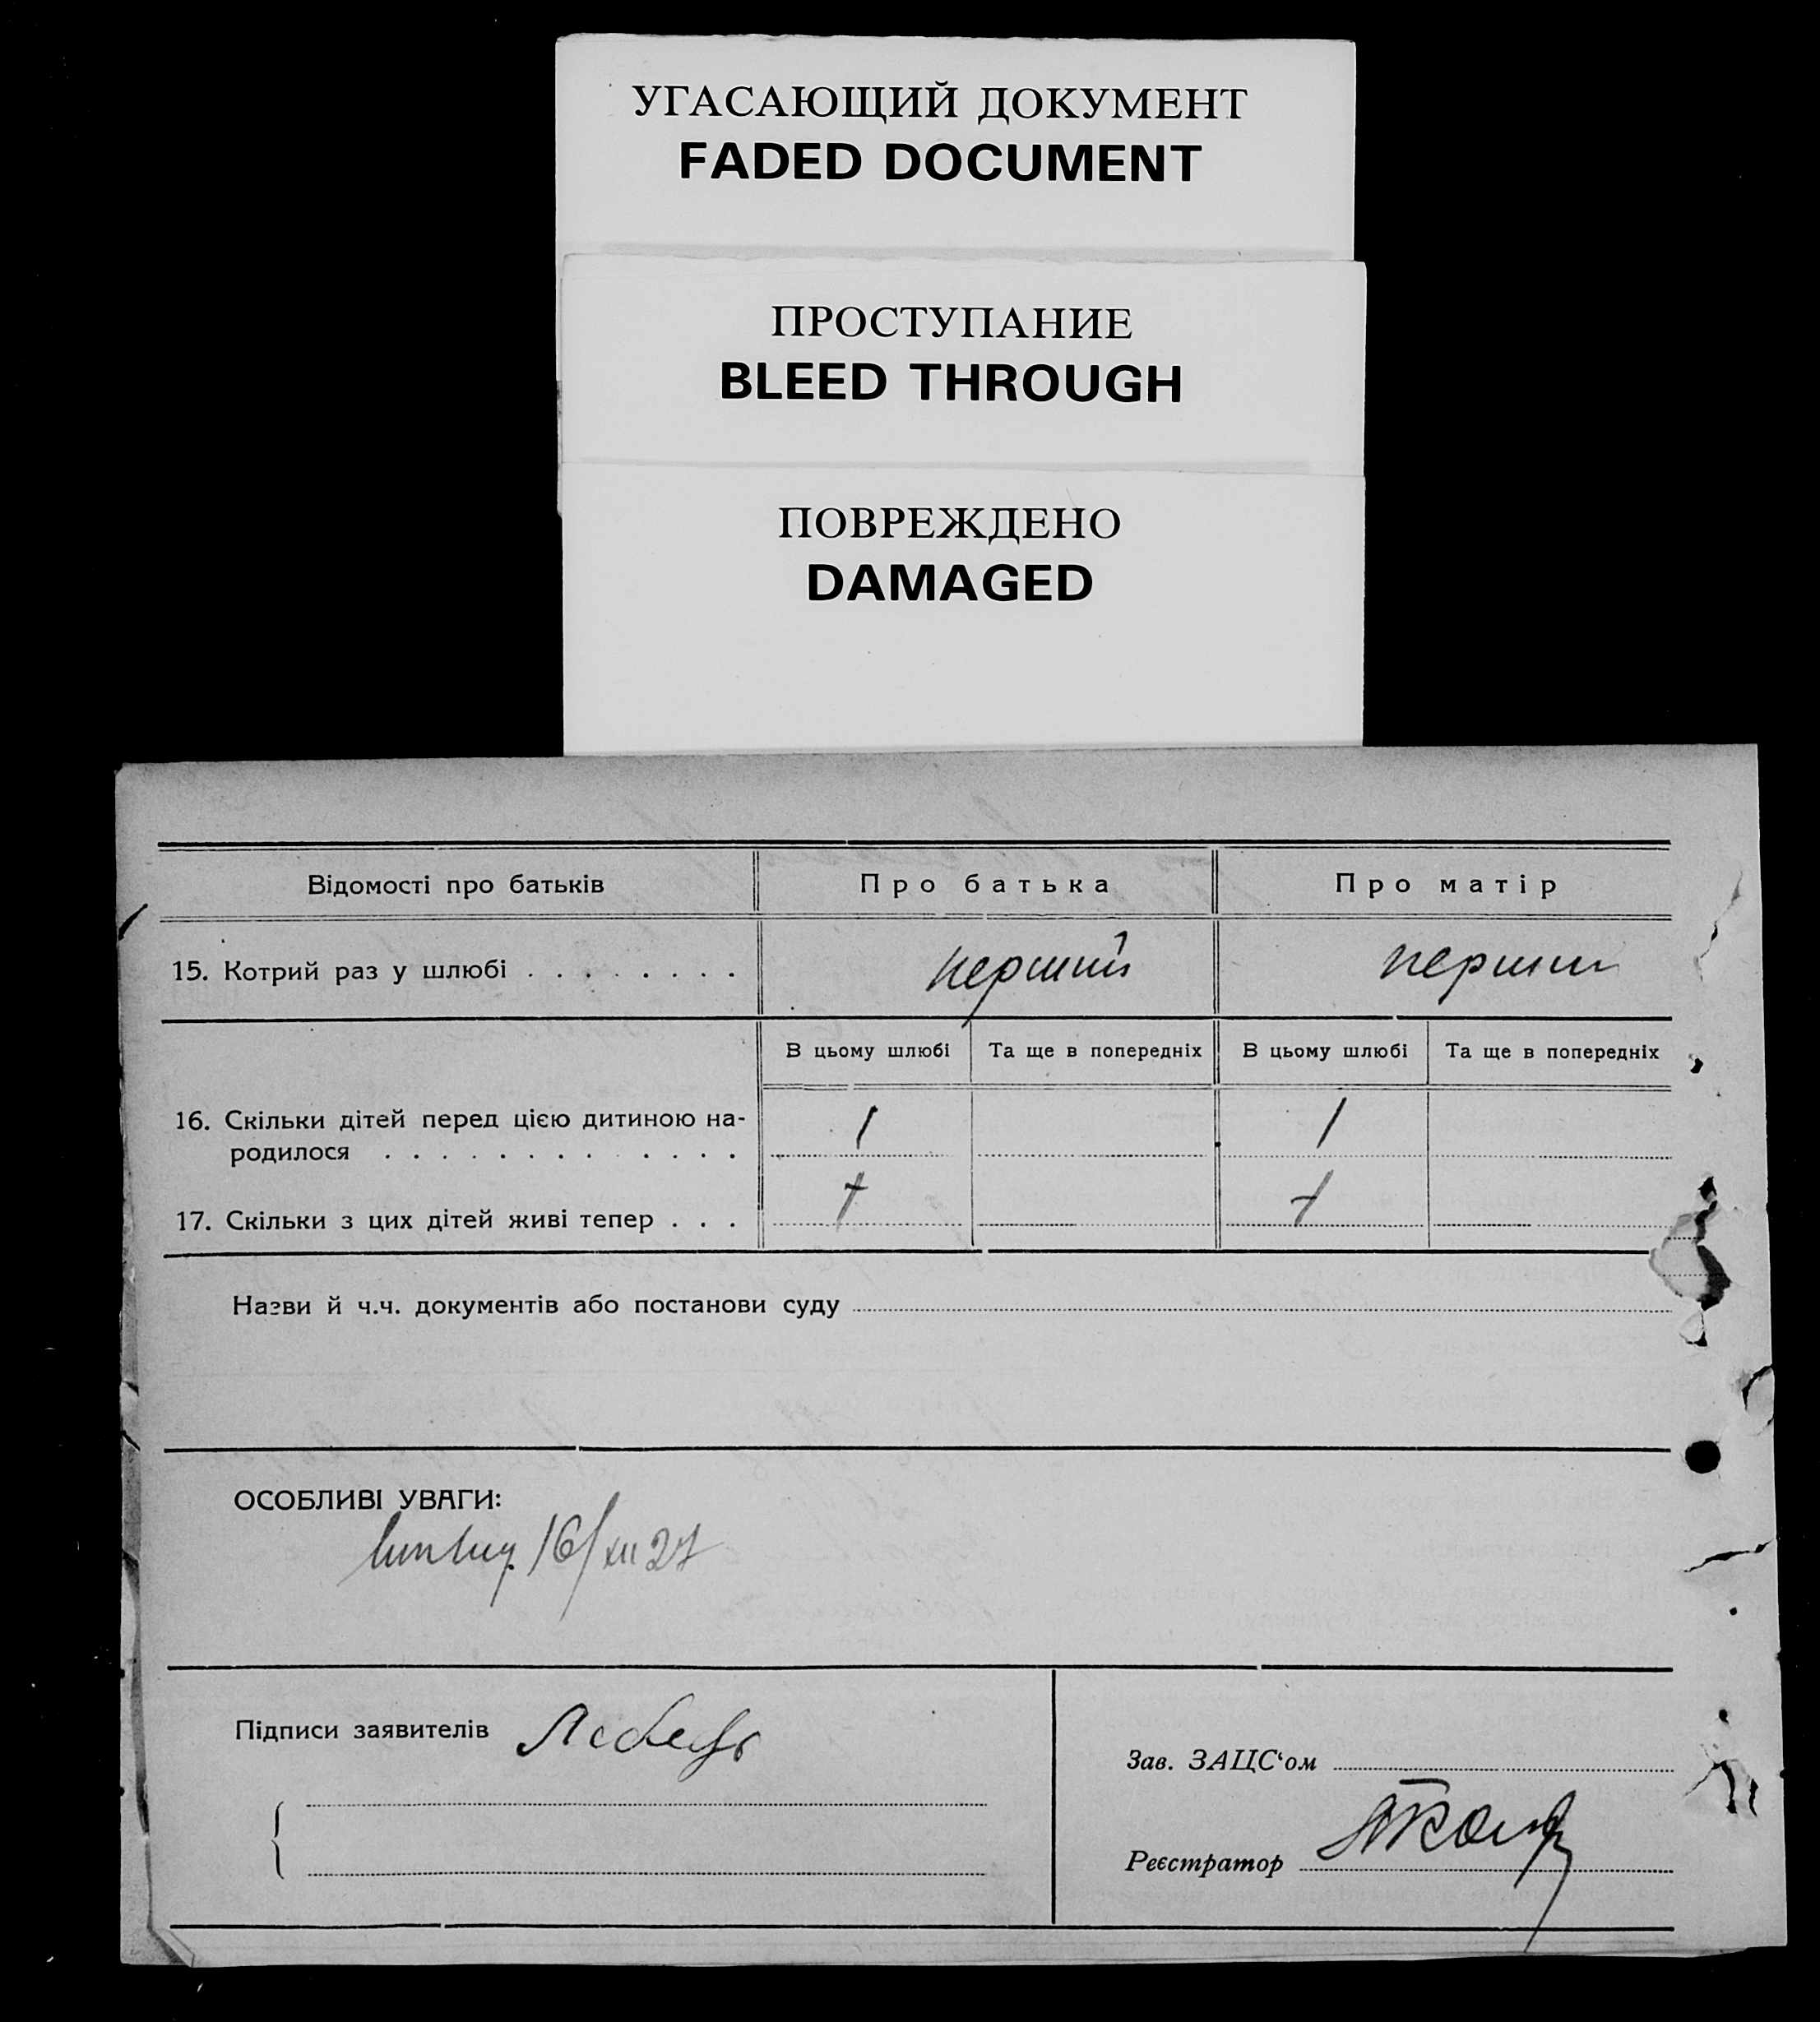 УГАСАЮЩИЙ ДОКУМЕНТ
FADED DOCUMENT
ПРОСТУПАНИЕ
BLEED THROUGH
ПОВРЕЖДЕНО
DAMAGED
Відомості про батьків Про батька Про матір
15. Котрий раз у шлюбі . . . . . . . . перший перший
В цьому шлюбі Та ще в попередніх В цьому шлюбі Та ще в попередніх
16. Скільки дітей перед цією дитиною на-
родилося . . . . . . . . . . . . . 1 1
17. Скільки з цих дітей живі тепер . . . † †
Назви й ч.ч. документів або постанови суду
ОСОБЛИВІ УВАГИ:
16/XII 27
Підписи заявителів
Зав. ЗАЦС‘ом
Реєстратор